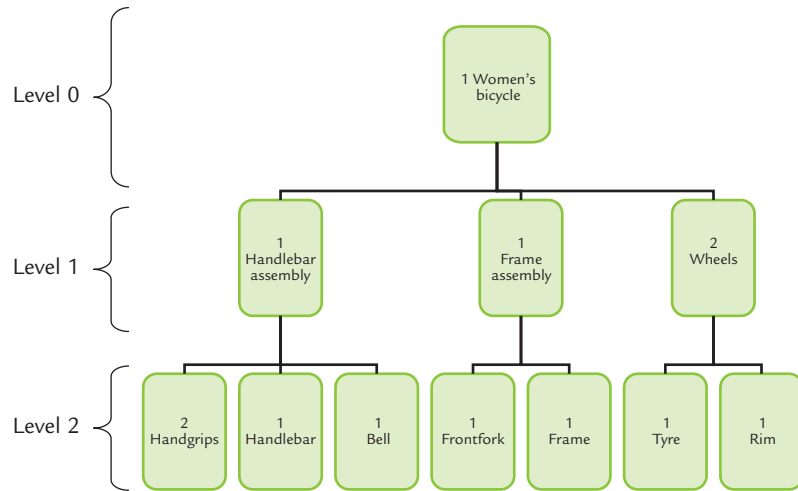 Level 0
1 Women's
bicycle
Level 1
1
Handlebar
assembly
1
Frame
assembly
2
Wheels
Level 2
2
Handgrips
1
Handlebar
1
Bell
1
Frontfork
1
Frame
1
Tyre
1
Rim